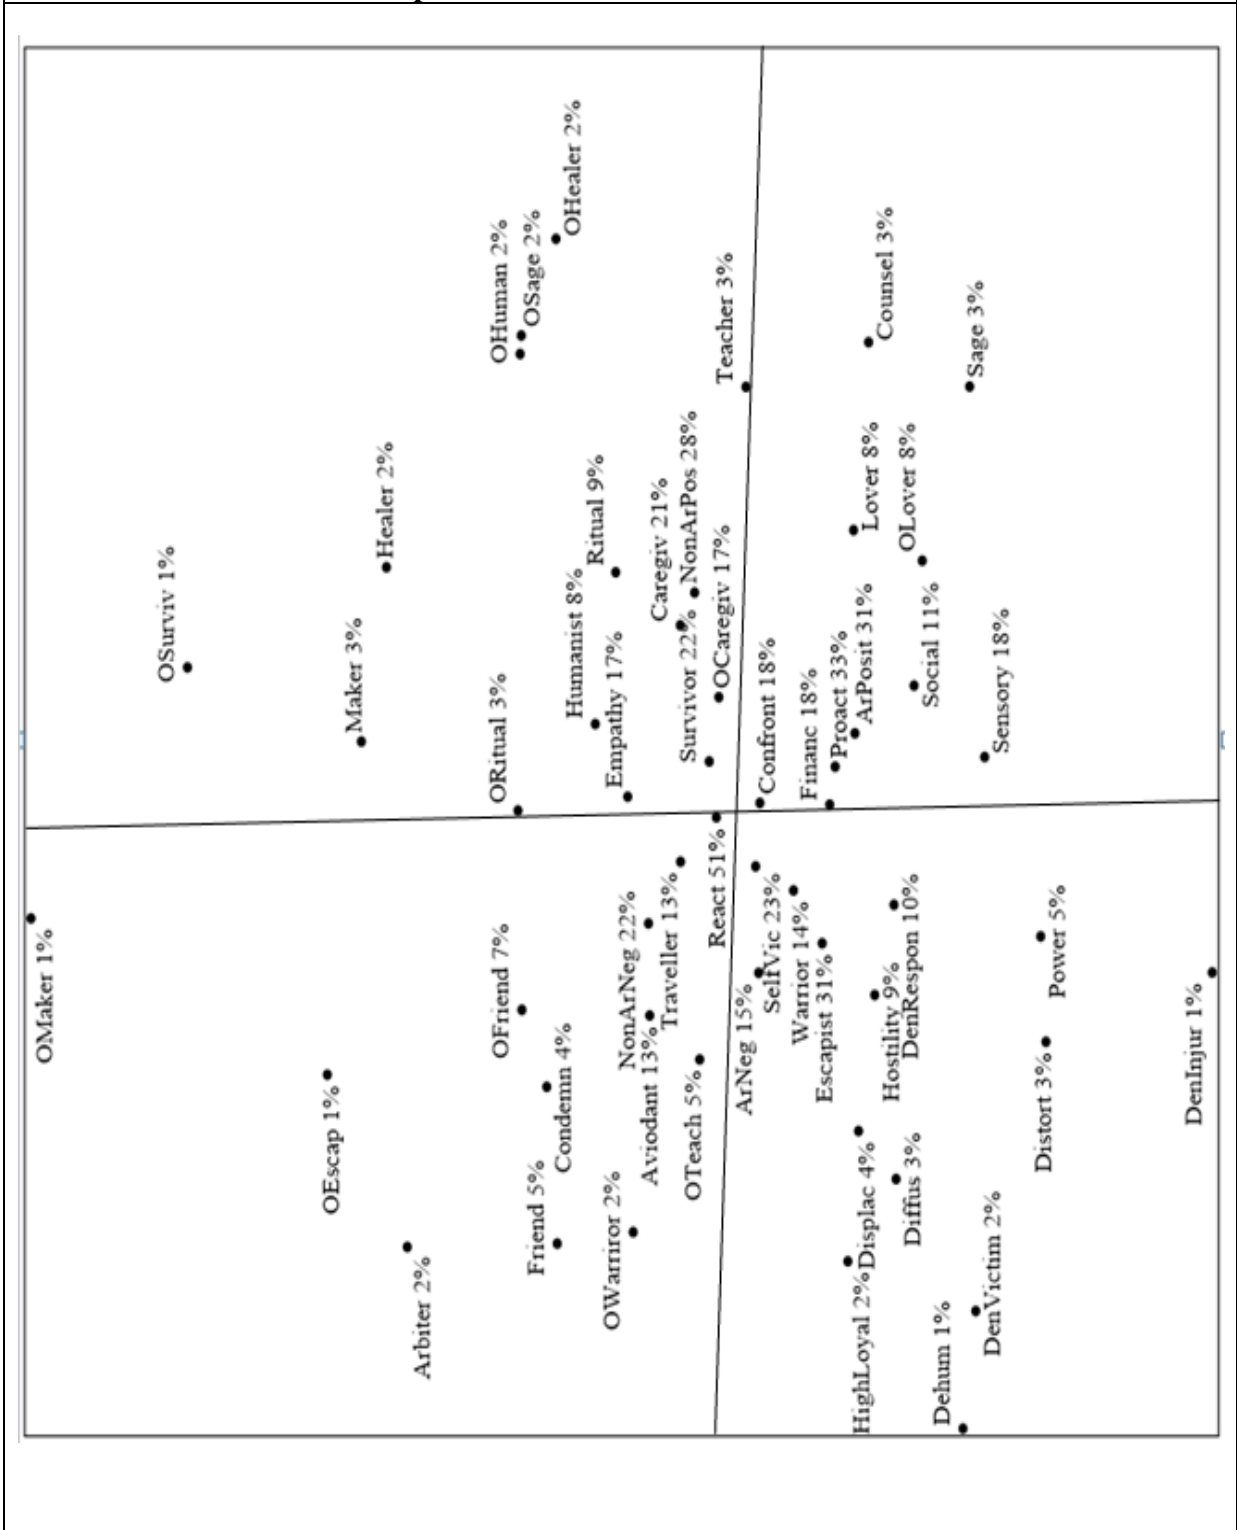 OSurviv 1%
Maker 3%
Healer 2%
OHuman 2%
OSage 2%
OHealer 2%
ORitual 3%
Humanist 8%
Ritual 9%
Empathy 17%
Caregiv 21%
NonArPos 28%
Survivor 22%
OCaregiv 17%
Teacher 3%
Confront 18%
Financ 18%
Proact 33%
ArPosit 31%
Lover 8%
OLover 8%
Counsel 3%
Sage 3%
Social 11%
Sensory 18%
OMaker 1%
OEscap 1%
Arbiter 2%
OFriend 7%
Condemn 4%
Friend 5%
OWarriror 2%
NonArNeg 22%
Aviodant 13%
Traveller 13%
OTeach 5%
React 51%
ArNeg 15%
SelfVic 23%
Warrior 14%
Escapist 31%
Hostility 9%
DenRespon 10%
HighLoyal 2%
Displac 4%
Diffus 3%
Dehum 1%
DenVictim 2%
Distort 3%
Power 5%
DenInjur 1%